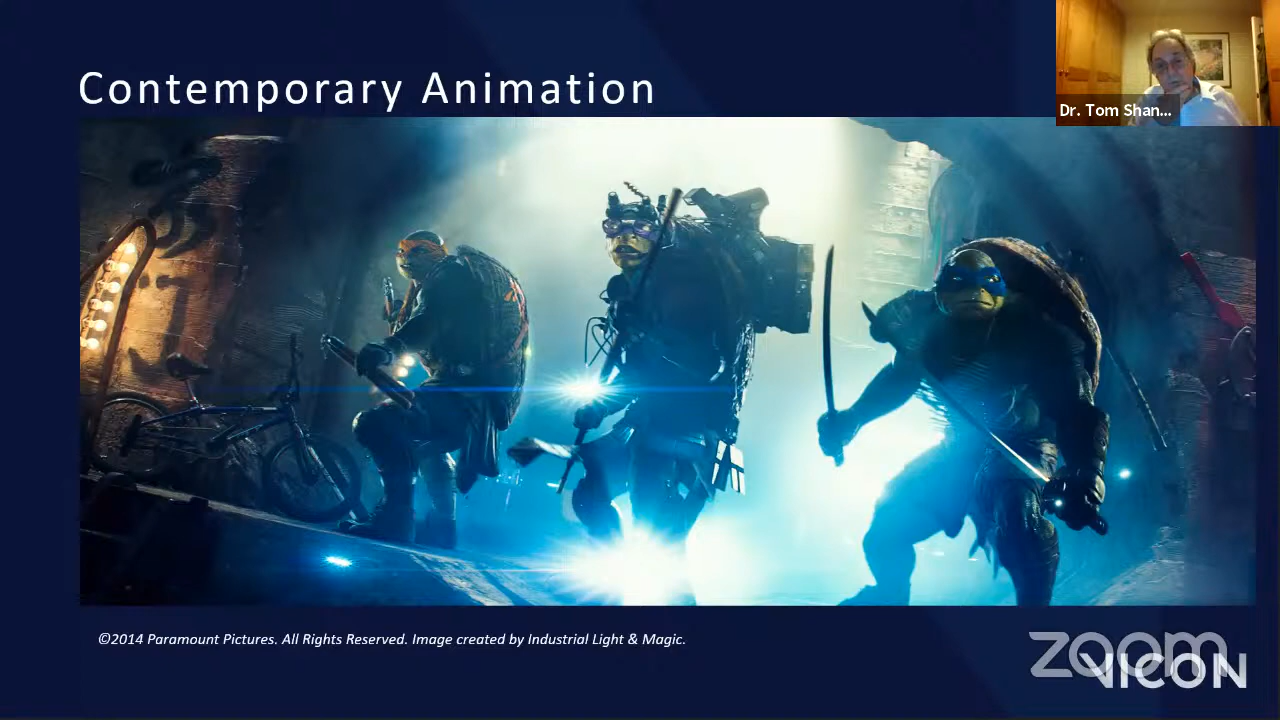 Contemporary Animation
Dr. Tom Shan...
©2014 Paramount Pictures. All Rights Reserved. Image created by Industrial Light & Magic.
zoom
VICON